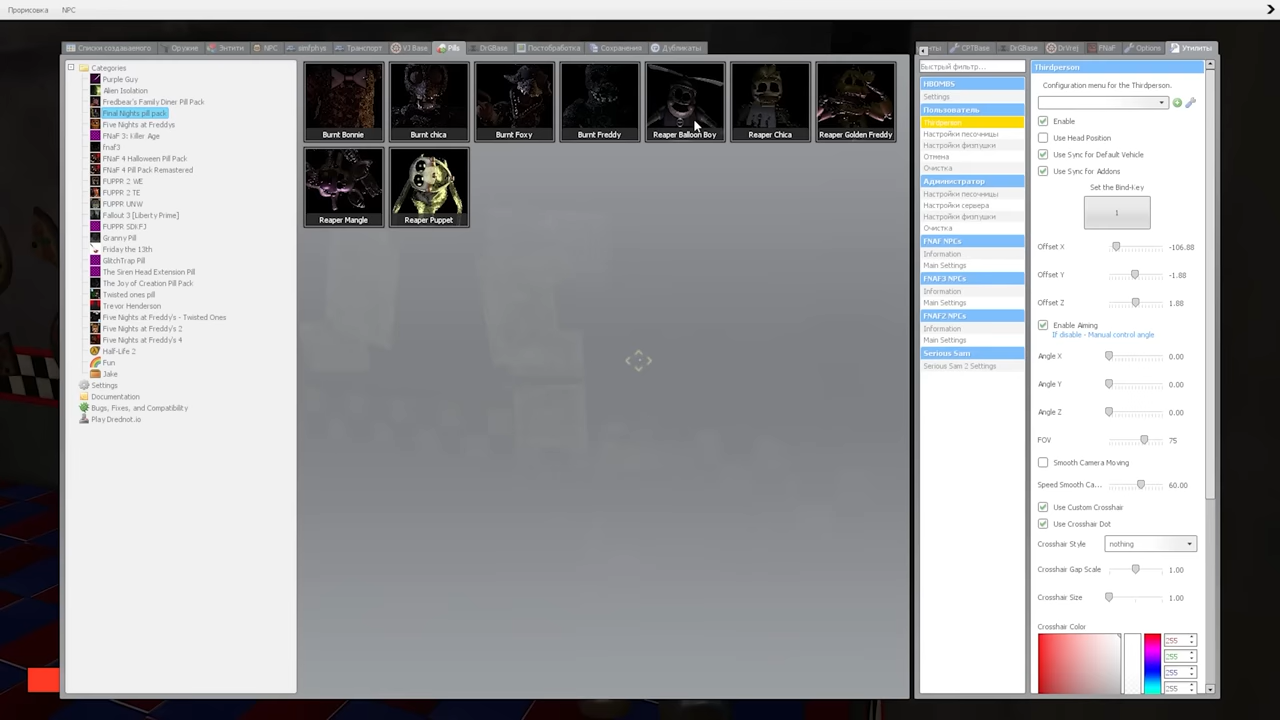 Прорисовка NPC
Списки создаваемого Оружие Энтити NPC simfphys Транспорт VJ Base Pills DrGBase Постобработка Сохранения Дубликаты
Categories
Purple Guy
Alien Isolation
Fredbear's Family Diner Pill Pack
Final Nights pill pack
Five Nights at Freddys
FNaF 3: Killer Age
fnaf3
FNaF 4 Halloween Pill Pack
FNaF 4 Pill Pack Remastered
FUPPR 2 WE
FUPPR 2 TE
FUPPR UNW
Fallout 3 [Liberty Prime]
FUPPR SDI.FJ
Granny Pill
Friday the 13th
GlitchTrap Pill
The Siren Head Extension Pill
The Joy of Creation Pill Pack
Twisted ones pill
Trevor Henderson
Five Nights at Freddy's - Twisted Ones
Five Nights at Freddy's 2
Five Nights at Freddy's 4
Half-Life 2
Fun
Jake
Settings
Documentation
Bugs, Fixes, and Compatibility
Play Drednot.io
Burnt Bonnie Burnt chica Burnt Foxy Burnt Freddy Reaper Balloon Boy Reaper Chica Reaper Golden Freddy
Reaper Mangle Reaper Puppet
CPTBase DrGBase DrVrej FNaF Options Утилиты
Быстрый фильтр...
HBOMBS
Settings
Пользователь
Thirdperson
Настройки песочницы
Настройки физпушки
Отмена
Очистка
Администратор
Настройки песочницы
Настройки сервера
Настройки физпушки
Очистка
FNAF NPCs
Information
Main Settings
FNAF3 NPCs
Information
Main Settings
FNAF2 NPCs
Information
Main Settings
Serious Sam
Serious Sam 2 Settings
Thirdperson
Configuration menu for the Thirdperson.
Enable
Use Head Position
Use Sync for Default Vehicle
Use Sync for Addons
Set the Bind-Key
Offset X -106.88
Offset Y -1.88
Offset Z 1.88
Enable Aiming
If disable - Manual control angle
Angle X 0.00
Angle Y 0.00
Angle Z 0.00
FOV 75
Smooth Camera Moving
Speed Smooth Ca... 60.00
Use Custom Crosshair
Use Crosshair Dot
Crosshair Style nothing
Crosshair Gap Scale 1.00
Crosshair Size 1.00
Crosshair Color
255
255
255
255